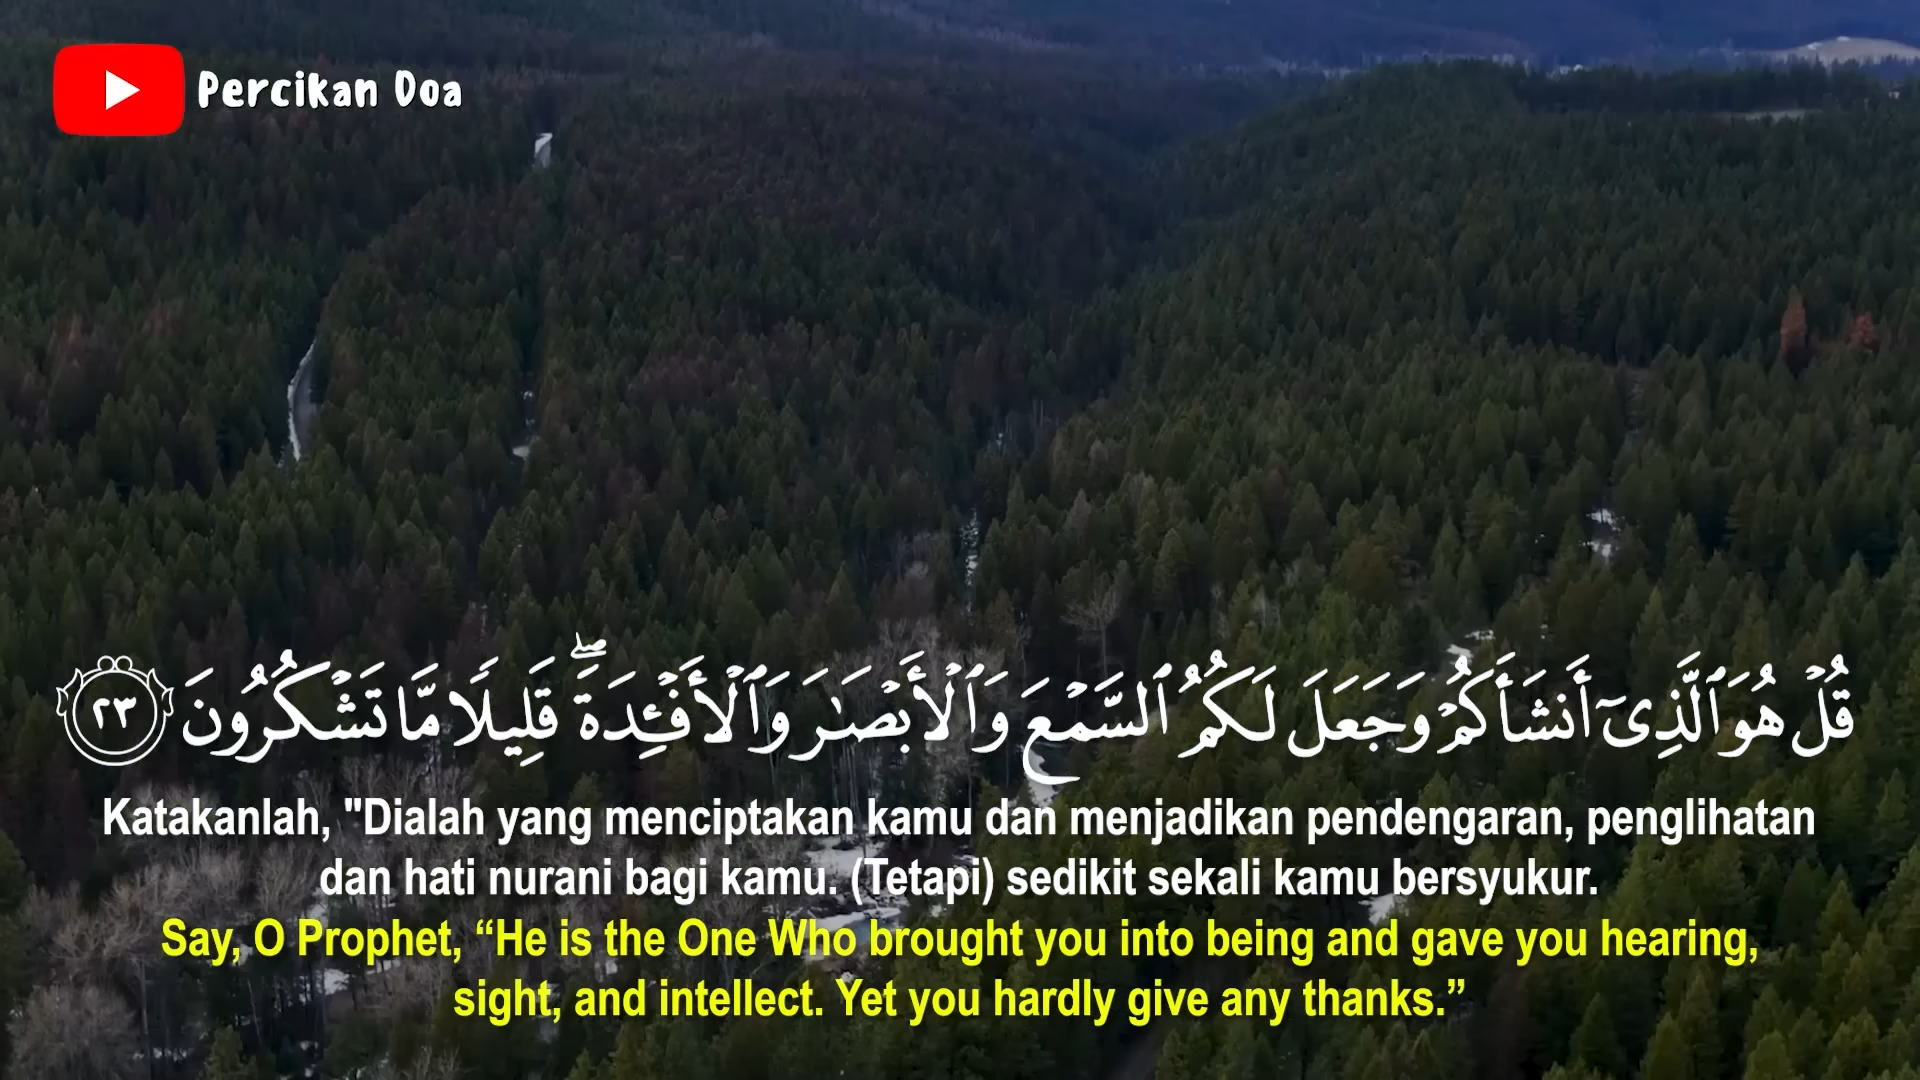 Percikan Doa
قُلْ هُوَ ٱلَّذِىٓ أَنشَأَكُمْ وَجَعَلَ لَكُمُ ٱلسَّمْعَ وَٱلْأَبْصَـٰرَ وَٱلْأَفْـِٔدَةَ ۖ قَلِيلًا مَّا تَشْكُرُونَ ٢٣
Katakanlah, "Dialah yang menciptakan kamu dan menjadikan pendengaran, penglihatan
dan hati nurani bagi kamu. (Tetapi) sedikit sekali kamu bersyukur.
Say, O Prophet, “He is the One Who brought you into being and gave you hearing,
sight, and intellect. Yet you hardly give any thanks.”